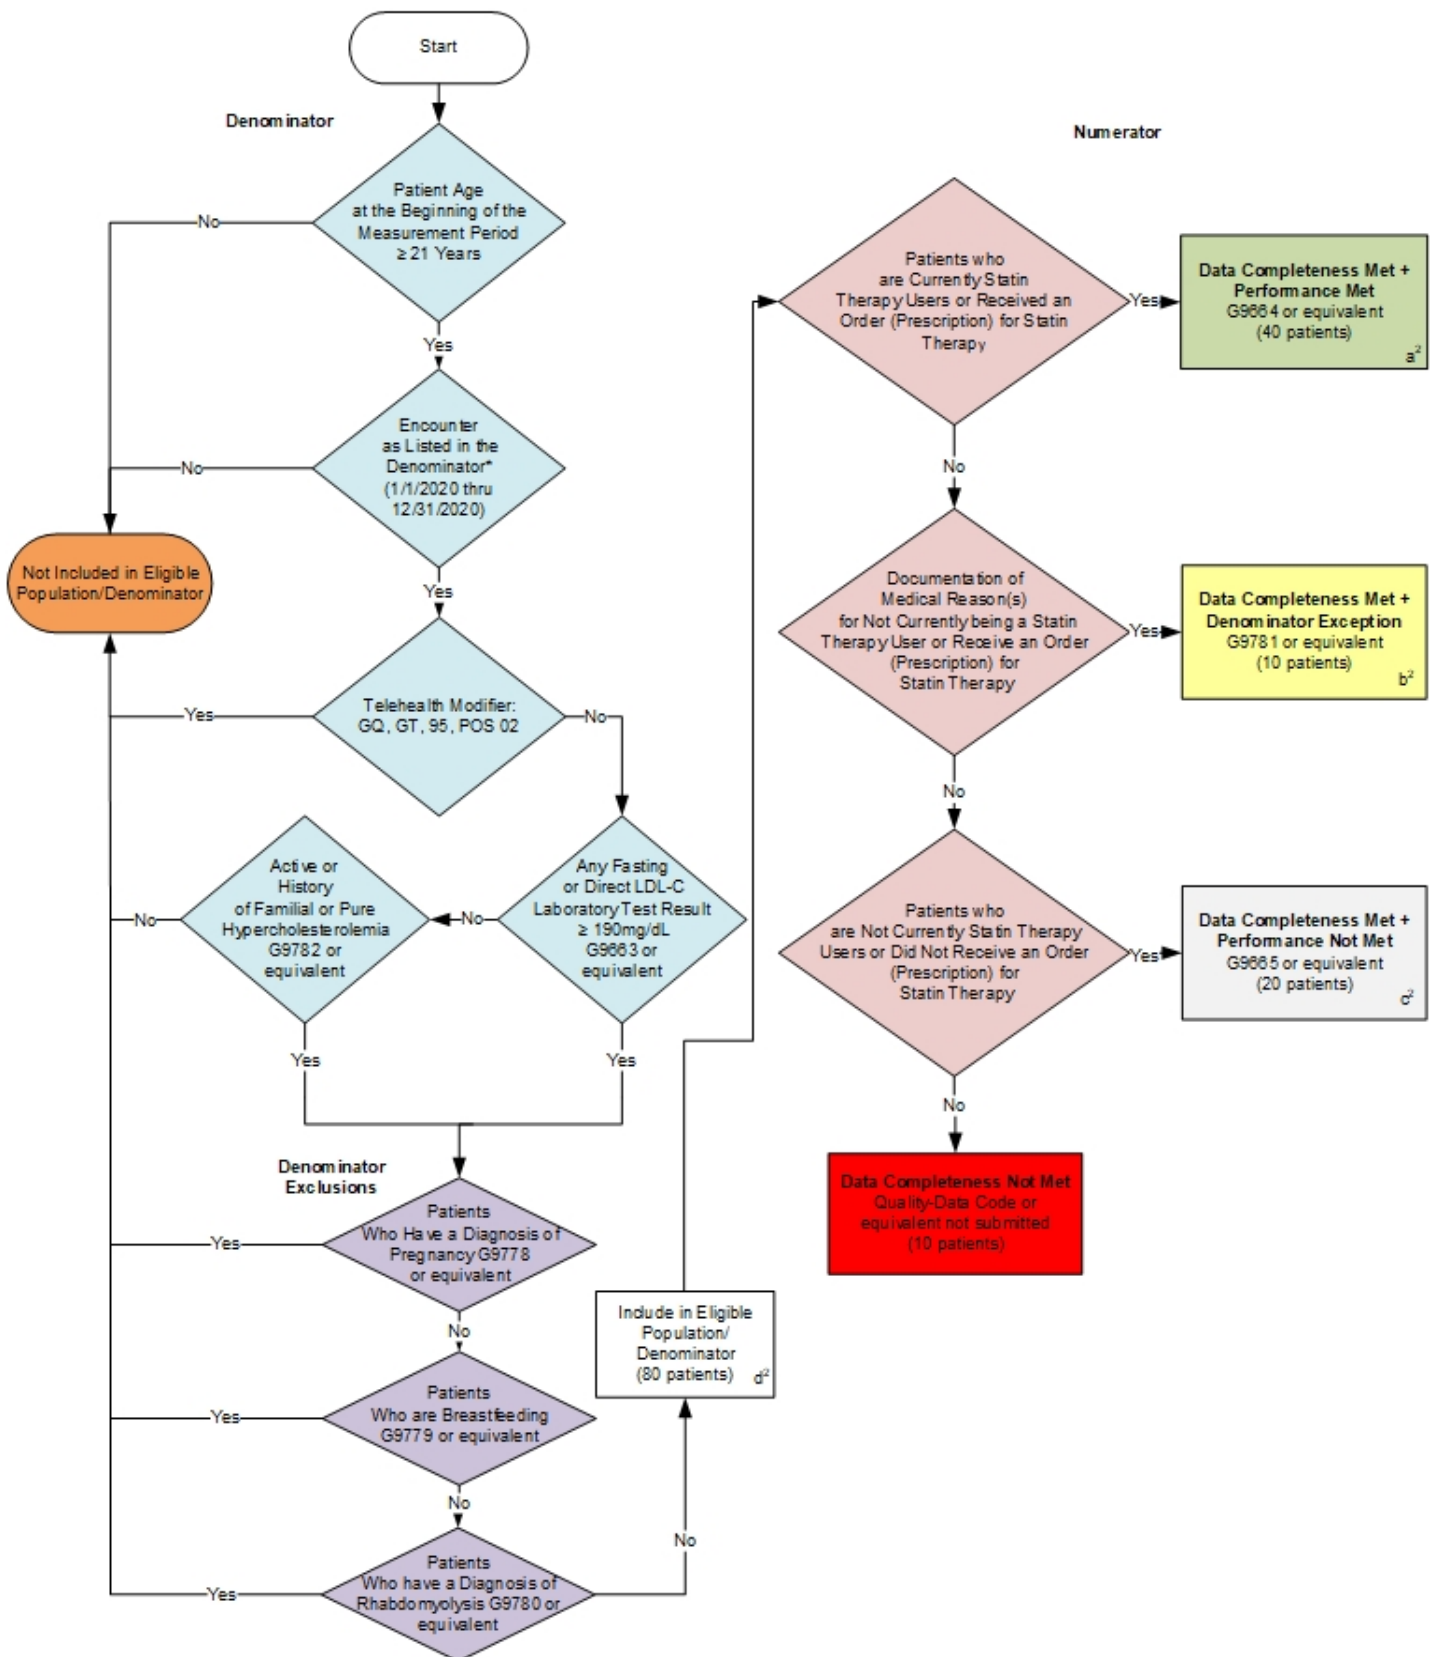 Start
Denominator
Patient Age
at the Beginning of the
Measurement Period
≥ 21 Years
No
Yes
Encounter
as Listed in the
Denominator*
(1/1/2020 thru
12/31/2020)
No
Yes
Not Included in Eligible
Population/Denominator
Telehealth Modifier:
GQ, GT, 95, POS 02
Yes
No
Any Fasting
or Direct LDL-C
Laboratory Test Result
≥ 190mg/dL
G9663 or
equivalent
No
Yes
Active or
History
of Familial or Pure
Hypercholesterolemia
G9782 or
equivalent
No
Yes
Denominator
Exclusions
Patients
Who Have a Diagnosis of
Pregnancy G9778
or equivalent
Yes
No
Patients
Who are Breastfeeding
G9779 or equivalent
Yes
No
Patients
Who have a Diagnosis of
Rhabdomyolysis G9780 or
equivalent
Yes
No
Include in Eligible
Population/
Denominator
(80 patients) d²
Numerator
Patients who
are Currently Statin
Therapy Users or Received an
Order (Prescription) for Statin
Therapy
Yes
Data Completeness Met +
Performance Met
G9664 or equivalent
(40 patients)
a²
No
Documentation of
Medical Reason(s)
for Not Currently being a Statin
Therapy User or Receive an Order
(Prescription) for
Statin Therapy
Yes
Data Completeness Met +
Denominator Exception
G9781 or equivalent
(10 patients)
b²
No
Patients who
are Not Currently Statin Therapy
Users or Did Not Receive an Order
(Prescription) for
Statin Therapy
Yes
Data Completeness Met +
Performance Not Met
G9665 or equivalent
(20 patients)
c²
No
Data Completeness Not Met
Quality-Data Code or
equivalent not submitted
(10 patients)